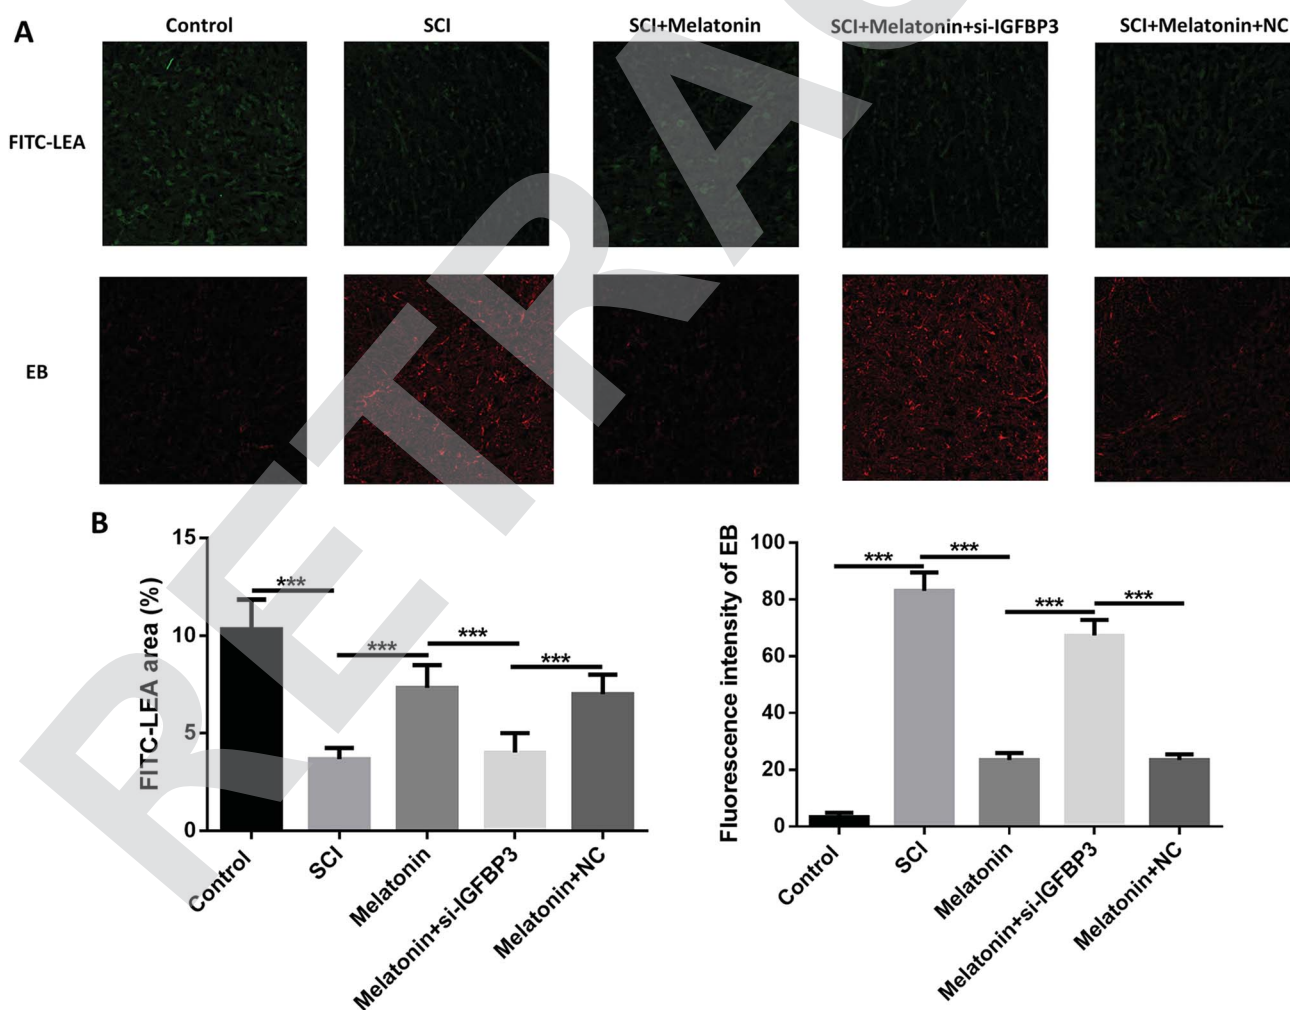 A
Control SCI SCI+Melatonin SCI+Melatonin+si-IGFBP3 SCI+Melatonin+NC
FITC-LEA
EB
B
FITC-LEA area (%)
15
10
5
0
***
***
***
***
Control
SCI
Melatonin
Melatonin+si-IGFBP3
Melatonin+NC
Fluorescence intensity of EB
100
80
60
40
20
0
***
***
***
***
Control
SCI
Melatonin
Melatonin+si-IGFBP3
Melatonin+NC
RETRAC